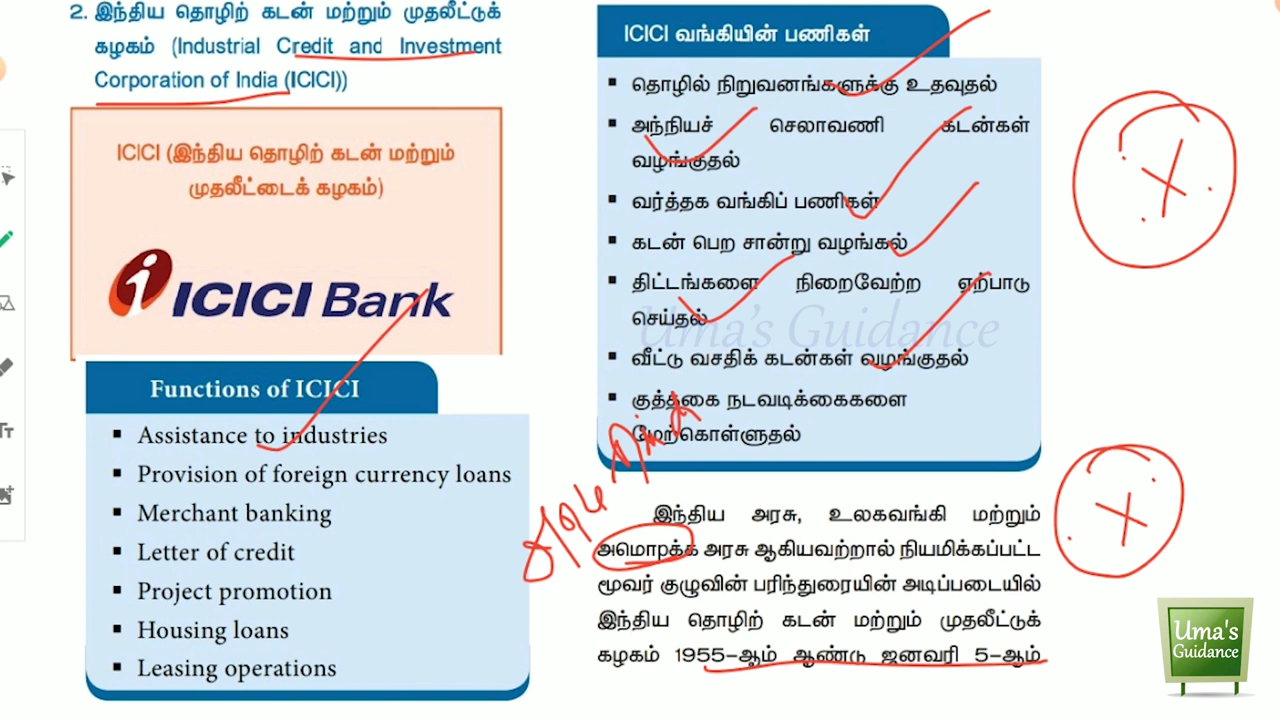 2. இந்திய தொழிற் கடன் மற்றும் முதலீட்டுக்
கழகம் (Industrial Credit and Investment
Corporation of India (ICICI))
ICICI (இந்திய தொழிற் கடன் மற்றும்
முதலீட்டைக் கழகம்)
i ICICI Bank
Functions of ICICI
▪ Assistance to industries
▪ Provision of foreign currency loans
▪ Merchant banking
▪ Letter of credit
▪ Project promotion
▪ Housing loans
▪ Leasing operations
ICICI வங்கியின் பணிகள்
▪ தொழில் நிறுவனங்களுக்கு உதவுதல்
▪ அந்நியச் செலாவணி கடன்கள்
வழங்குதல்
▪ வர்த்தக வங்கிப் பணிகள்
▪ கடன் பெற சான்று வழங்கல்
▪ திட்டங்களை நிறைவேற்ற ஏற்பாடு
செய்தல்
▪ வீட்டு வசதிக் கடன்கள் வழங்குதல்
▪ குத்தகை நடவடிக்கைகளை
மேற்கொள்ளுதல்
Uma's Guidance
இந்திய அரசு, உலகவங்கி மற்றும்
அமொறக்க அரசு ஆகியவற்றால் நியமிக்கப்பட்ட
மூவர் குழுவின் பரிந்துரையின் அடிப்படையில்
இந்திய தொழிற் கடன் மற்றும் முதலீட்டுக்
கழகம் 1955-ஆம் ஆண்டு ஜனவரி 5-ஆம்
Uma's
Guidance